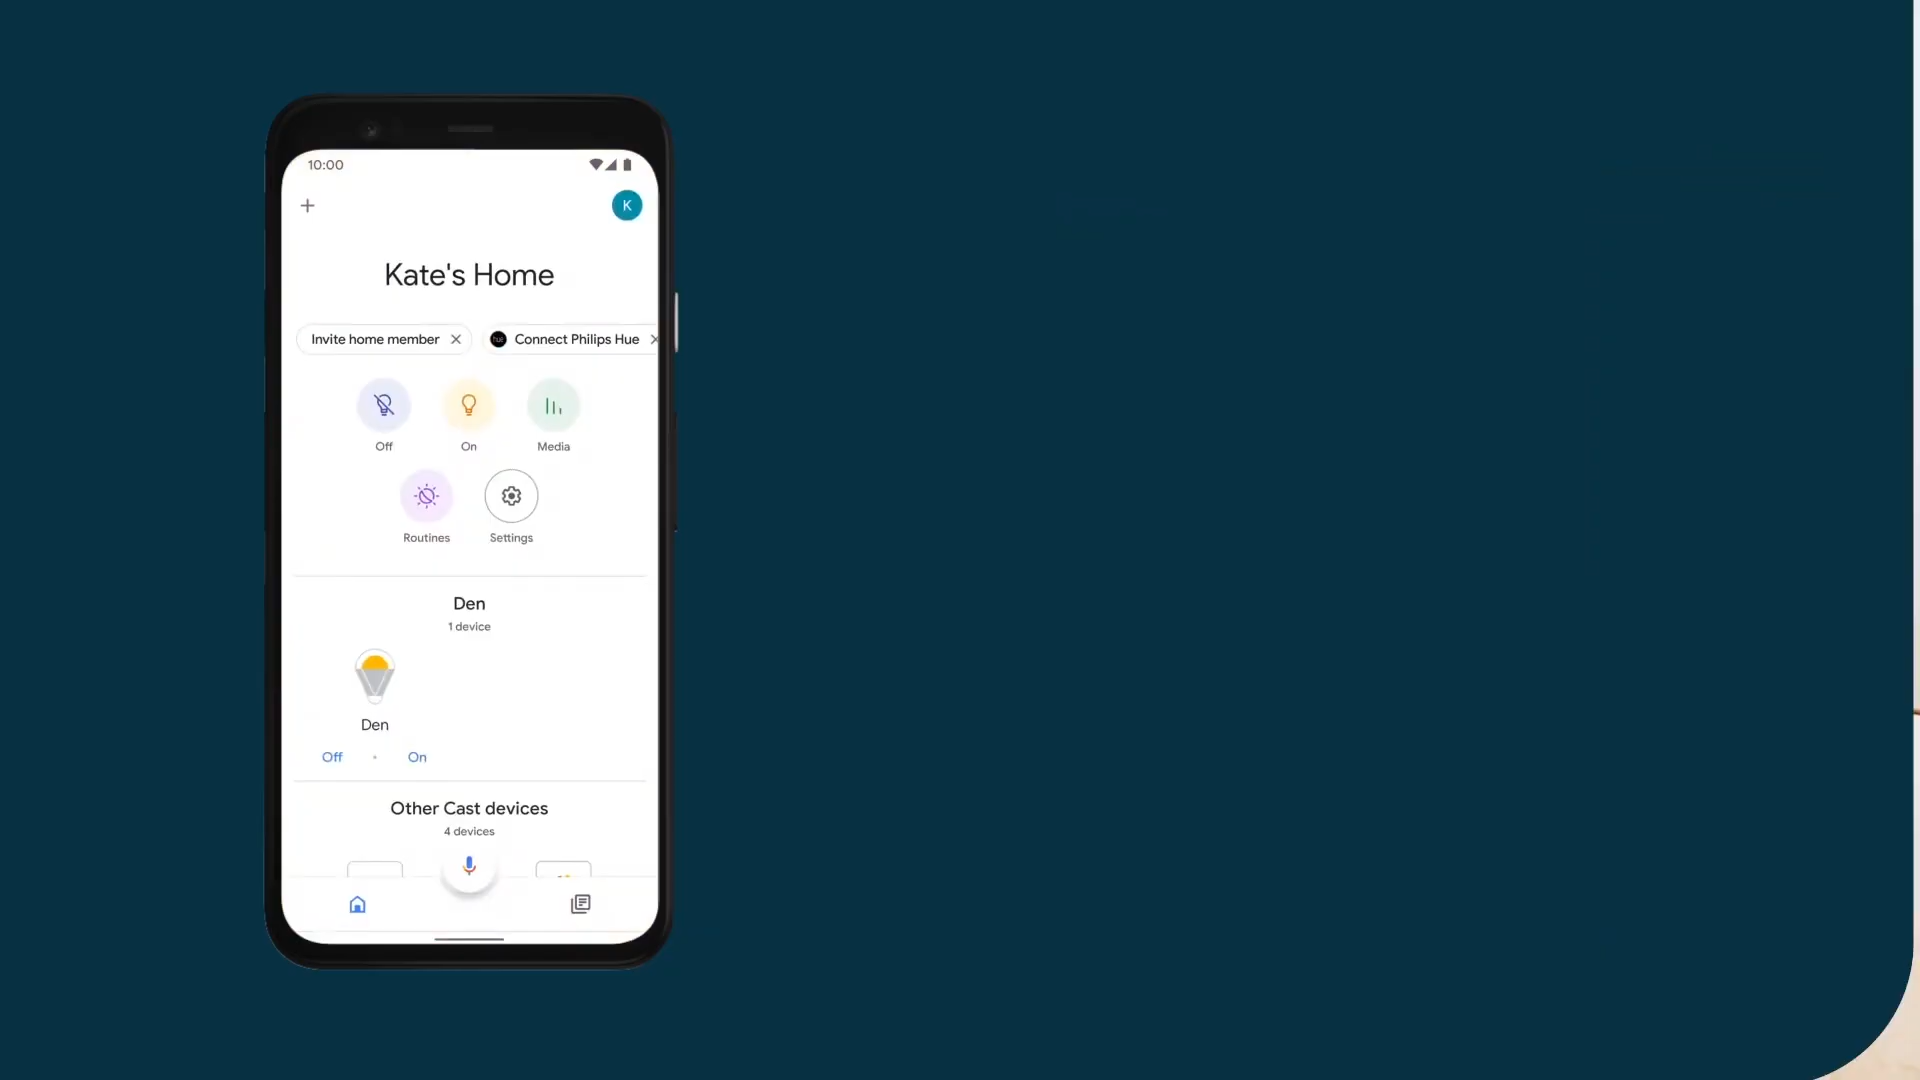 10:00
K
Kate's Home
Invite home member
hue Connect Philips Hue
Off On Media
Routines Settings
Den
1 device
Den
Off • On
Other Cast devices
4 devices